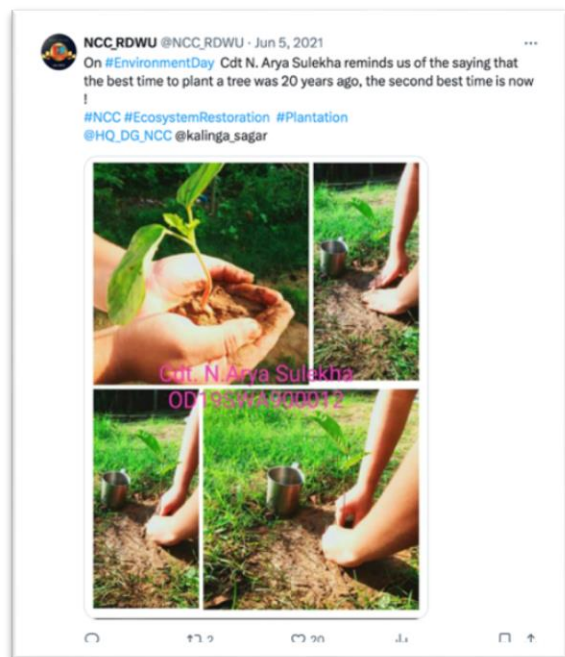 NCC_RDWU @NCC_RDWU · Jun 5, 2021
On #EnvironmentDay Cdt N. Arya Sulekha reminds us of the saying that
the best time to plant a tree was 20 years ago, the second best time is now
!
#NCC #EcosystemRestoration #Plantation
@HQ_DG_NCC @kalinga_sagar
Cdt. N.Arya Sulekha
OD19SWA900012
2 20